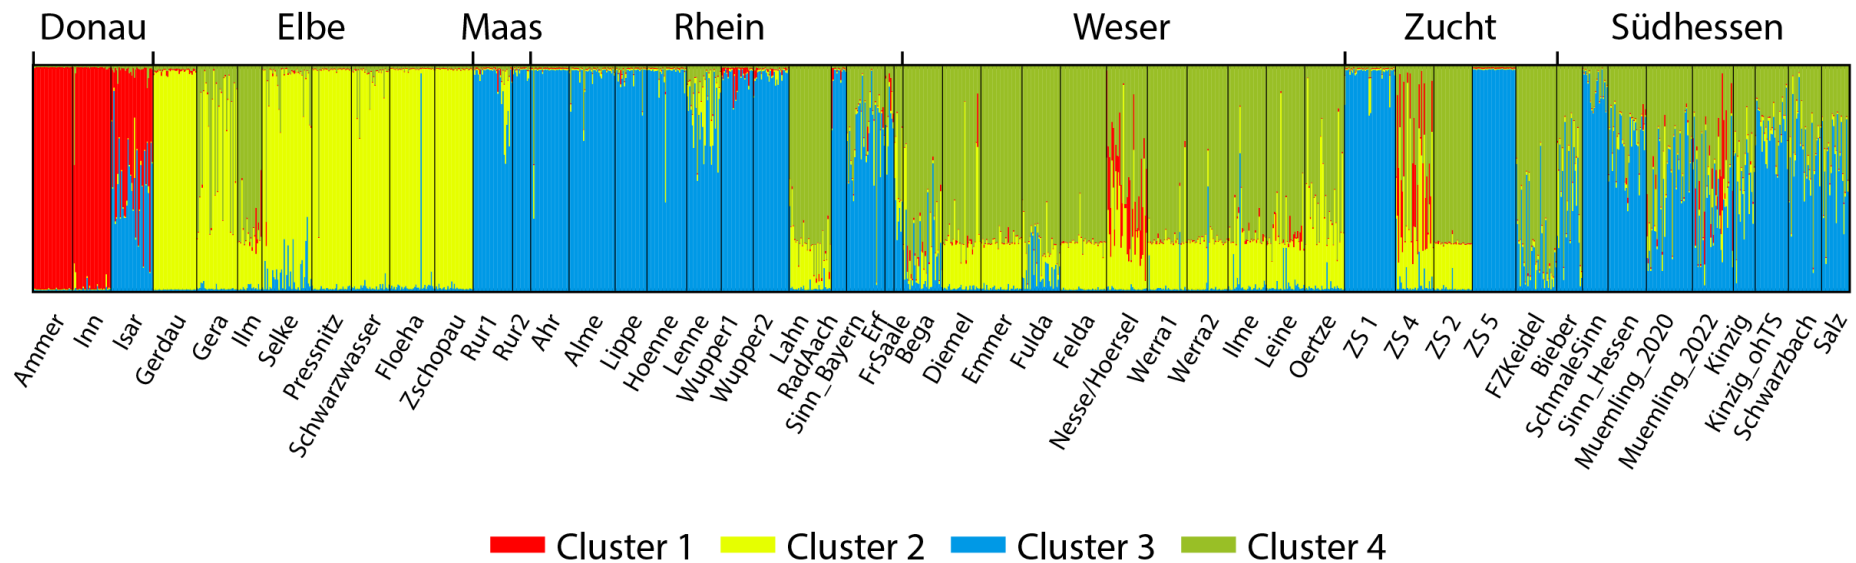 Donau Elbe Maas Rhein Weser Zucht Südhessen
Ammer
Inn
Isar
Gerdau
Gera
Ilm
Selke
Pressnitz
Schwarzwasser
Floeha
Zschopau
Rur1
Rur2
Ahr
Alme
Lippe
Hoenne
Lenne
Wupper1
Wupper2
Lahn
RadAach
Sinn_Bayern
Erf
FrSaale
Bega
Diemel
Emmer
Fulda
Felda
Nesse/Hoersel
Werra1
Werra2
Ilme
Leine
Oertze
ZS 1
ZS 4
ZS 2
ZS 5
FZKeidel
Bieber
SchmaleSinn
Sinn_Hessen
Muemling_2020
Muemling_2022
Kinzig
Kinzig_ohTS
Schwarzbach
Salz
Cluster 1 Cluster 2 Cluster 3 Cluster 4